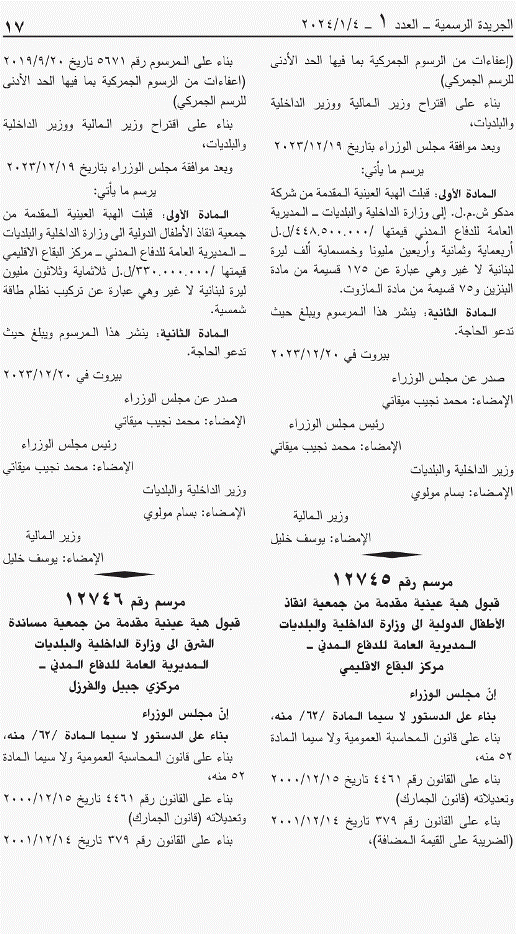 الجريدة الرسمية ــ العدد ١ ــ ٢٠٢٤/١/٤
١٧
(إعفاءات من الرسوم الجمركية بما فيها الحد الأدنى
للرسم الجمركي)
بناء على اقتراح وزير المالية ووزير الداخلية
والبلديات،
وبعد موافقة مجلس الوزراء بتاريخ ٢٠٢٣/١٢/١٩
يرسم ما يأتي:
المادة الأولى: قبلت الهبة العينية المقدمة من شركة
مدكو ش.م.ل. إلى وزارة الداخلية والبلديات ــ المديرية
العامة للدفاع المدني قيمتها /٤٤٨.٥٠٠.٠٠٠/ل.ل
أربعماية وثمانية وأربعين مليونا وخمسماية ألف ليرة
لبنانية لا غير وهي عبارة عن ١٧٥ قسيمة من مادة
البنزين و٧٥ قسيمة من مادة المازوت.
المادة الثانية: ينشر هذا المرسوم ويبلغ حيث
تدعو الحاجة.
بيروت في ٢٠٢٣/١٢/٢٠
صدر عن مجلس الوزراء
الإمضاء: محمد نجيب ميقاتي
رئيس مجلس الوزراء
الإمضاء: محمد نجيب ميقاتي
وزير الداخلية والبلديات
الإمضاء: بسام مولوي
وزير المالية
الإمضاء: يوسف خليل
مرسم رقم ١٢٧٤٥
قبول هبة عينية مقدمة من جمعية انقاذ
الأطفال الدولية الى وزارة الداخلية والبلديات
المديرية العامة للدفاع المدني ــ
مركز البقاع الاقليمي
إنّ مجلس الوزراء
بناء على الدستور لا سيما المادة /٦٢/ منه،
بناء على قانون المحاسبة العمومية ولا سيما المادة
٥٢ منه،
بناء على القانون رقم ٤٤٦١ تاريخ ٢٠٠٠/١٢/١٥
وتعديلاته (قانون الجمارك)
بناء على القانون رقم ٣٧٩ تاريخ ٢٠٠١/١٢/١٤
(الضريبة على القيمة المضافة)،
بناء على المرسوم رقم ٥٦٧١ تاريخ ٢٠١٩/٩/٢٠
(اعفاءات من الرسوم الجمركية بما فيها الحد الأدنى
للرسم الجمركي)
بناء على اقتراح وزير المالية ووزير الداخلية
والبلديات،
وبعد موافقة مجلس الوزراء بتاريخ ٢٠٢٣/١٢/١٩
يرسم ما يأتي:
المادة الأولى: قبلت الهبة العينية المقدمة من
جمعية انقاذ الأطفال الدولية الى وزارة الداخلية والبلديات
ــ المديرية العامة للدفاع المدني ــ مركز البقاع الاقليمي
قيمتها /٣٣٠.٠٠٠.٠٠٠/ل.ل ثلاثماية وثلاثون مليون
ليرة لبنانية لا غير وهي عبارة عن تركيب نظام طاقة
شمسية.
المادة الثانية: ينشر هذا المرسوم ويبلغ حيث
تدعو الحاجة.
بيروت في ٢٠٢٣/١٢/٢٠
صدر عن مجلس الوزراء
الإمضاء: محمد نجيب ميقاتي
رئيس مجلس الوزراء
الإمضاء: محمد نجيب ميقاتي
وزير الداخلية والبلديات
الإمضاء: بسام مولوي
وزير المالية
الإمضاء: يوسف خليل
مرسم رقم ١٢٧٤٦
قبول هبة عينية مقدمة من جمعية مساندة
الشرق الى وزارة الداخلية والبلديات
المديرية العامة للدفاع المدني ــ
مركزي جبيل والفرزل
إنّ مجلس الوزراء
بناء على الدستور لا سيما المادة /٦٢/ منه،
بناء على قانون المحاسبة العمومية ولا سيما المادة
٥٢ منه،
بناء على القانون رقم ٤٤٦١ تاريخ ٢٠٠٠/١٢/١٥
وتعديلاته (قانون الجمارك)
بناء على القانون رقم ٣٧٩ تاريخ ٢٠٠١/١٢/١٤